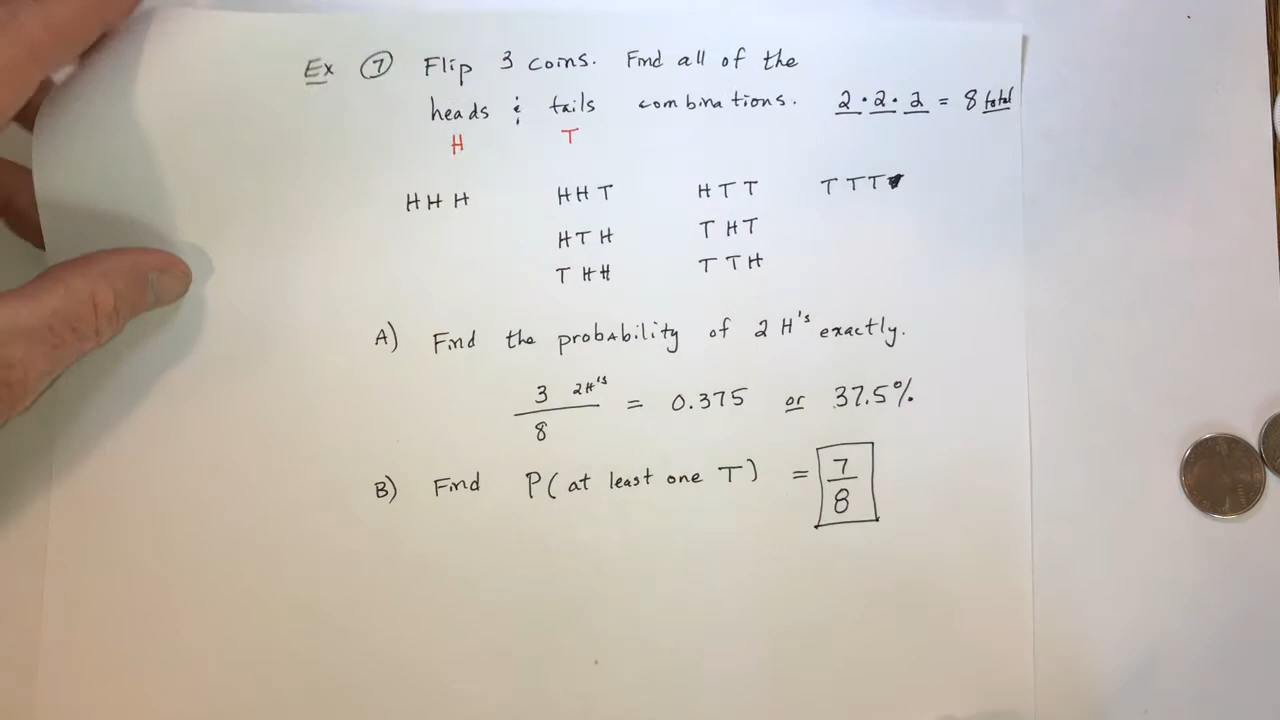 Ex ⑦ Flip 3 coins. Find all of the
heads & tails combinations. 2 · 2 · 2 = 8 total
H T
HHH HHT HTT TTT
HTH THT
THH TTH
A) Find the probability of 2 H's exactly.
3 2H's
8
= 0.375 or 37.5%
B) Find P(at least one T) = 7/8